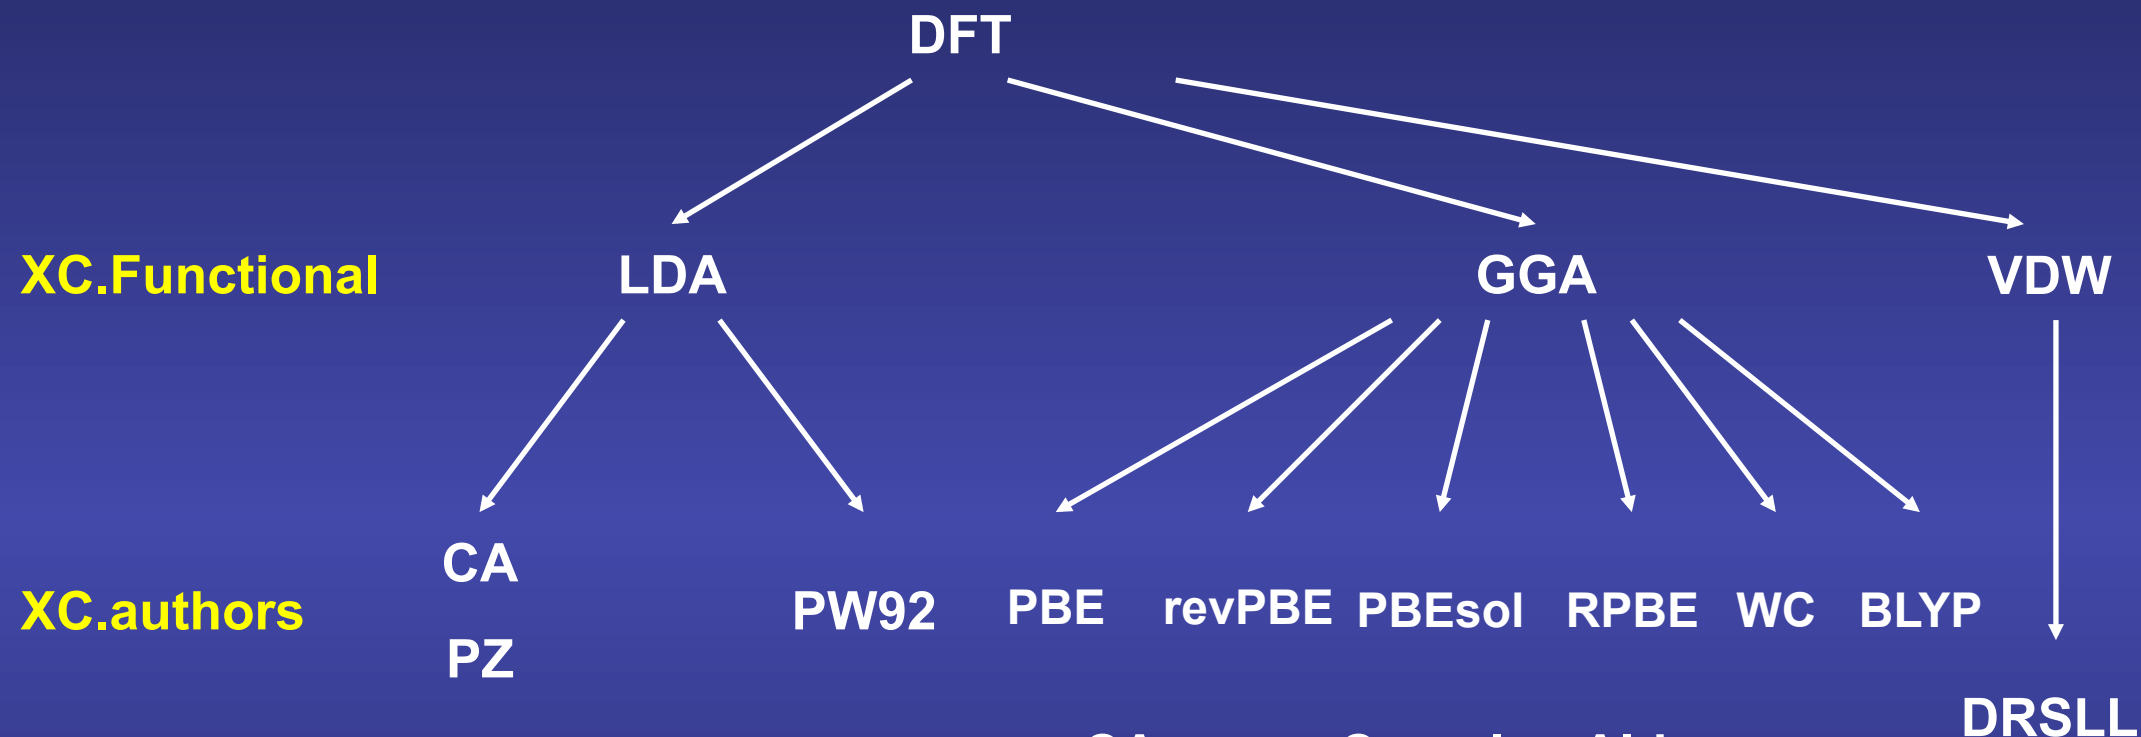 DFT
XC.Functional LDA GGA VDW
CA
XC.authors PW92 PBE revPBE PBEsol RPBE WC BLYP
PZ
DRSLL